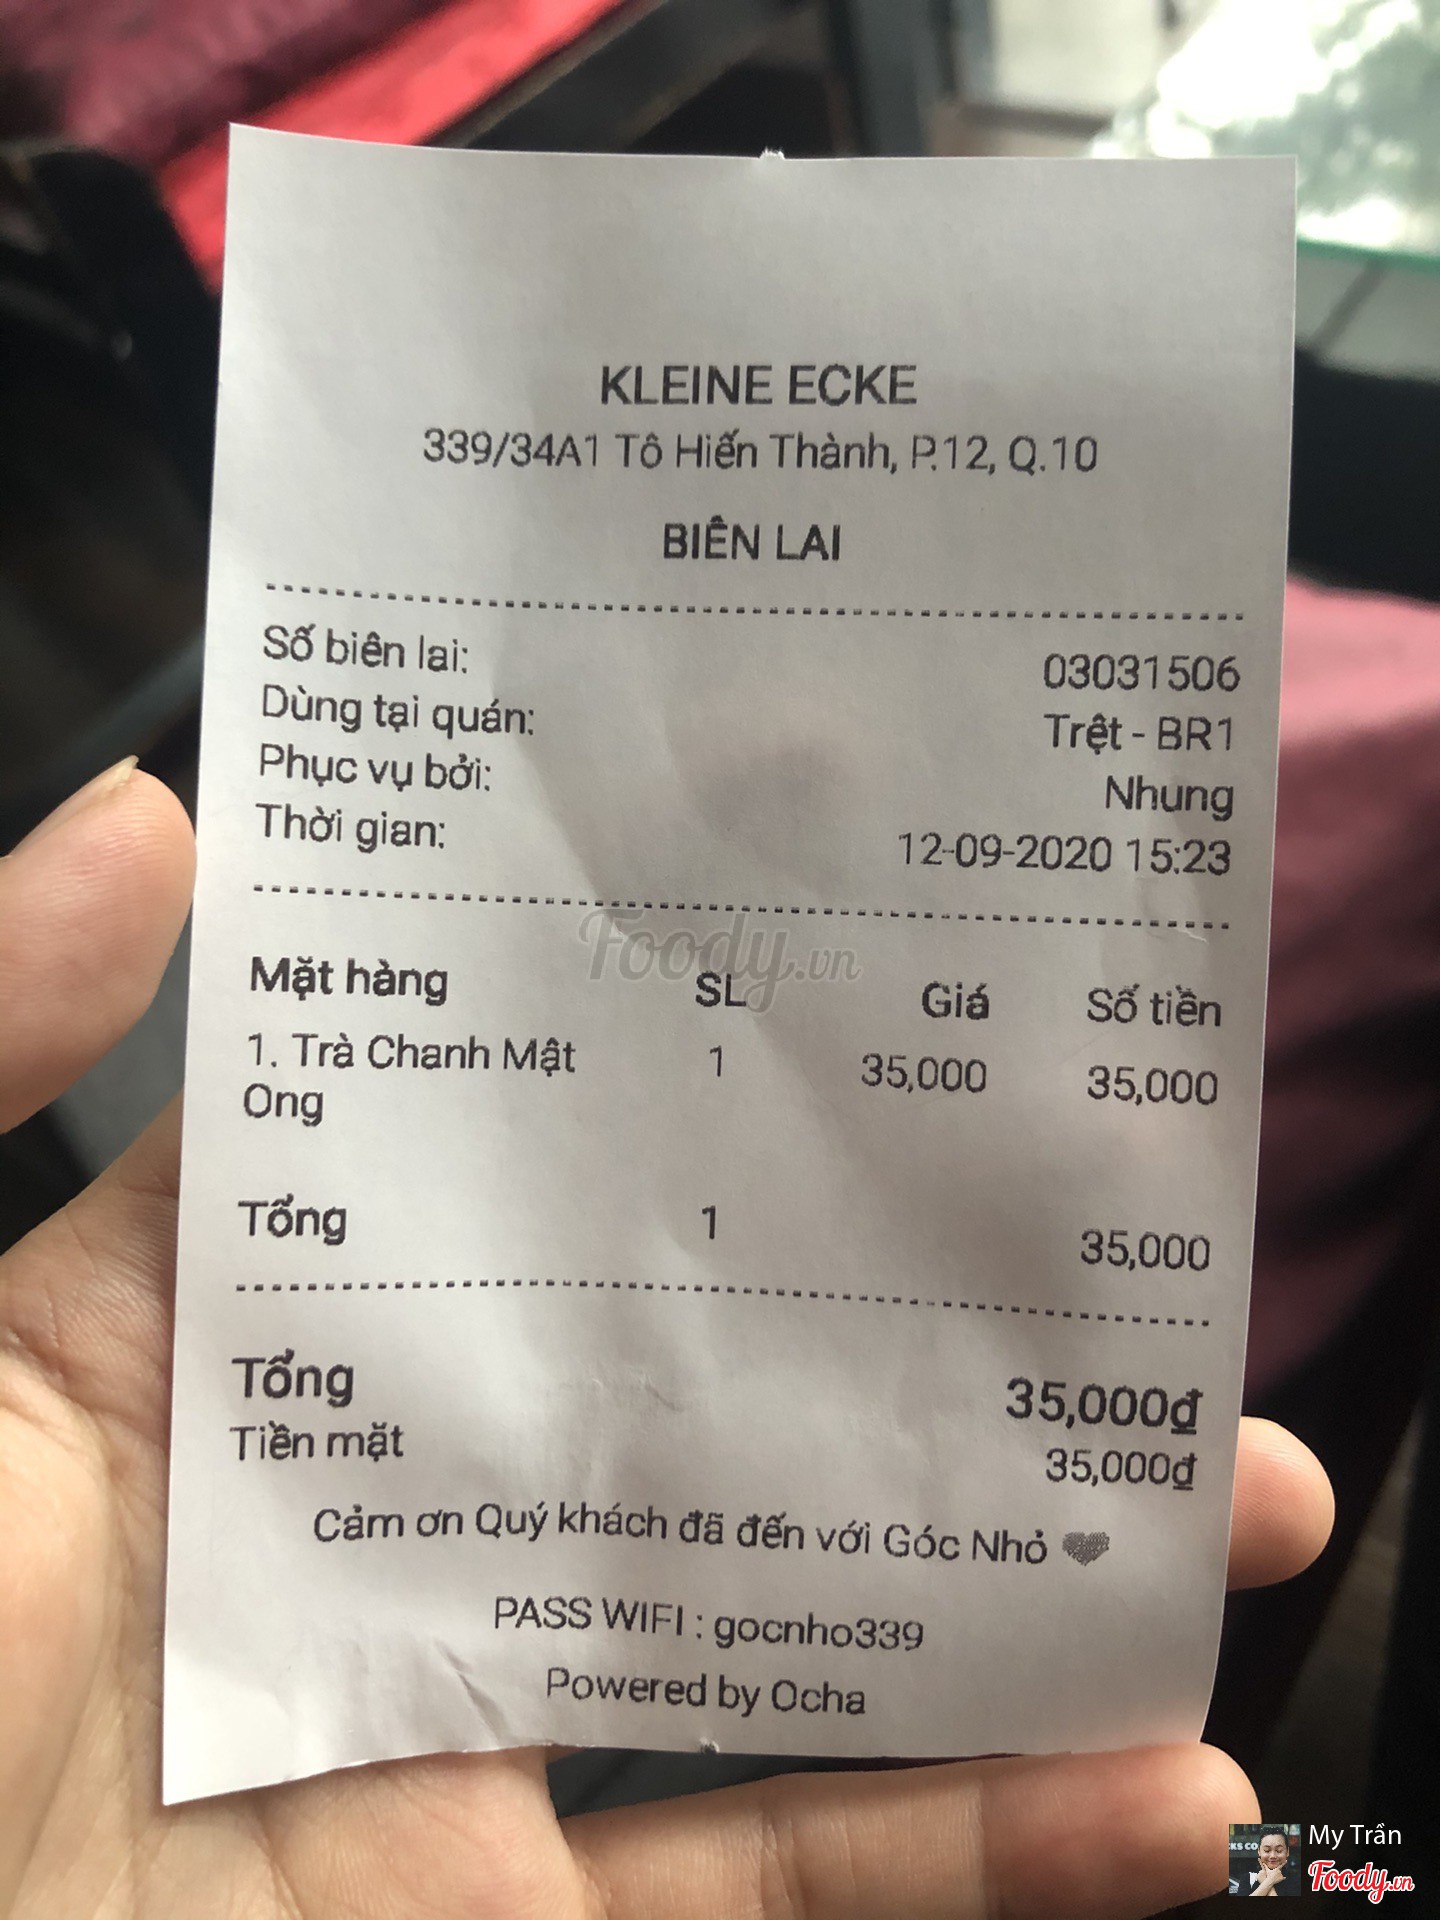 KLEINE ECKE
339/34A1 Tô Hiến Thành, P.12, Q.10
BIÊN LAI
Số biên lai: 03031506
Dùng tại quán: Trệt - BR1
Phục vụ bởi: Nhung
Thời gian: 12-09-2020 15:23
Foody.vn
Mặt hàng SL Giá Số tiền
1. Trà Chanh Mật 1 35,000 35,000
Ong
Tổng 1 35,000
Tổng 35,000₫
Tiền mặt 35,000₫
Cảm ơn Quý khách đã đến với Góc Nhỏ
PASS WIFI : gocnho339
Powered by Ocha
My Trần
Foody.vn